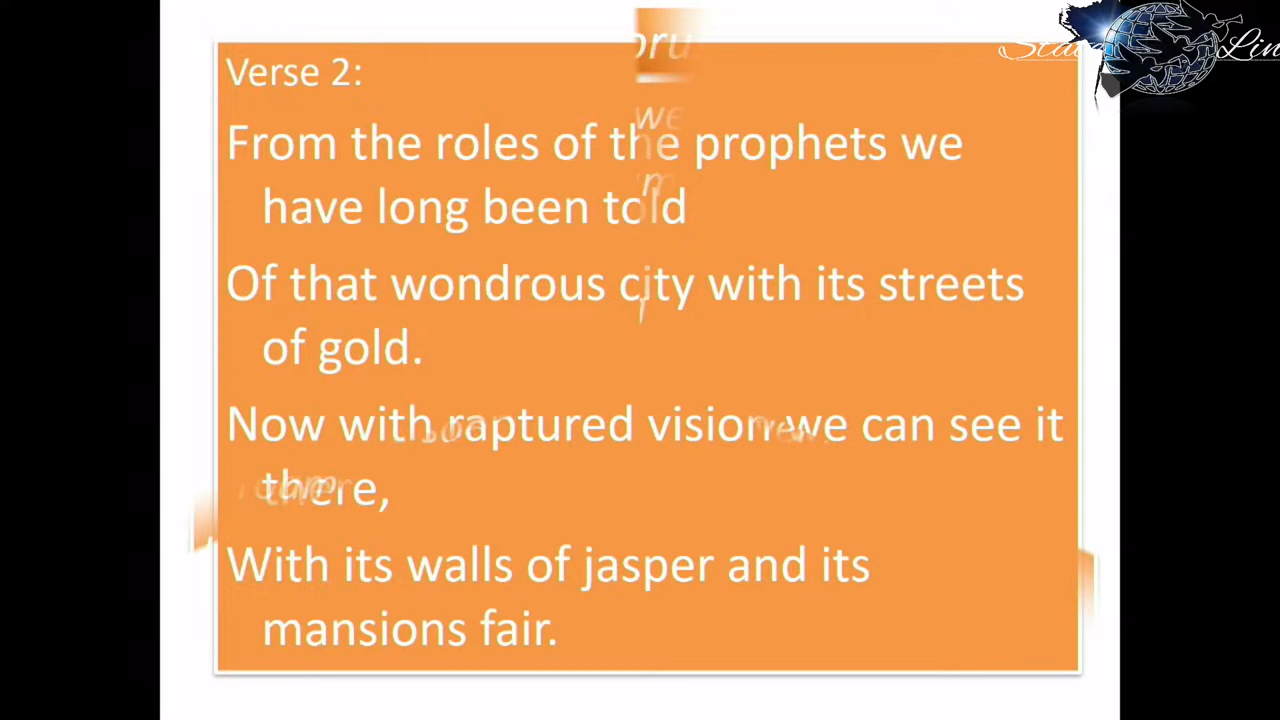 Verse 2:
From the roles of the prophets we
have long been told
Of that wondrous city with its streets
of gold.
Now with raptured vision we can see it
there,
With its walls of jasper and its
mansions fair.